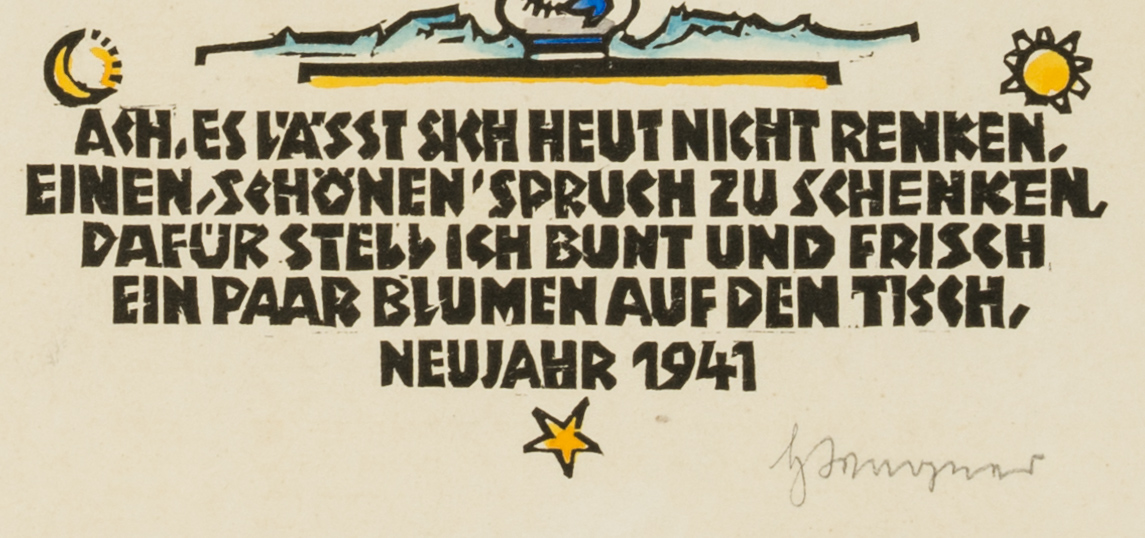 ACH, ES LÄSST SICH HEUT NICHT RENKEN,
EINEN ‚SCHÖNEN' SPRUCH ZU SCHENKEN,
DAFÜR STELL ICH BUNT UND FRISCH
EIN PAAR BLUMEN AUF DEN TISCH,
NEUJAHR 1941